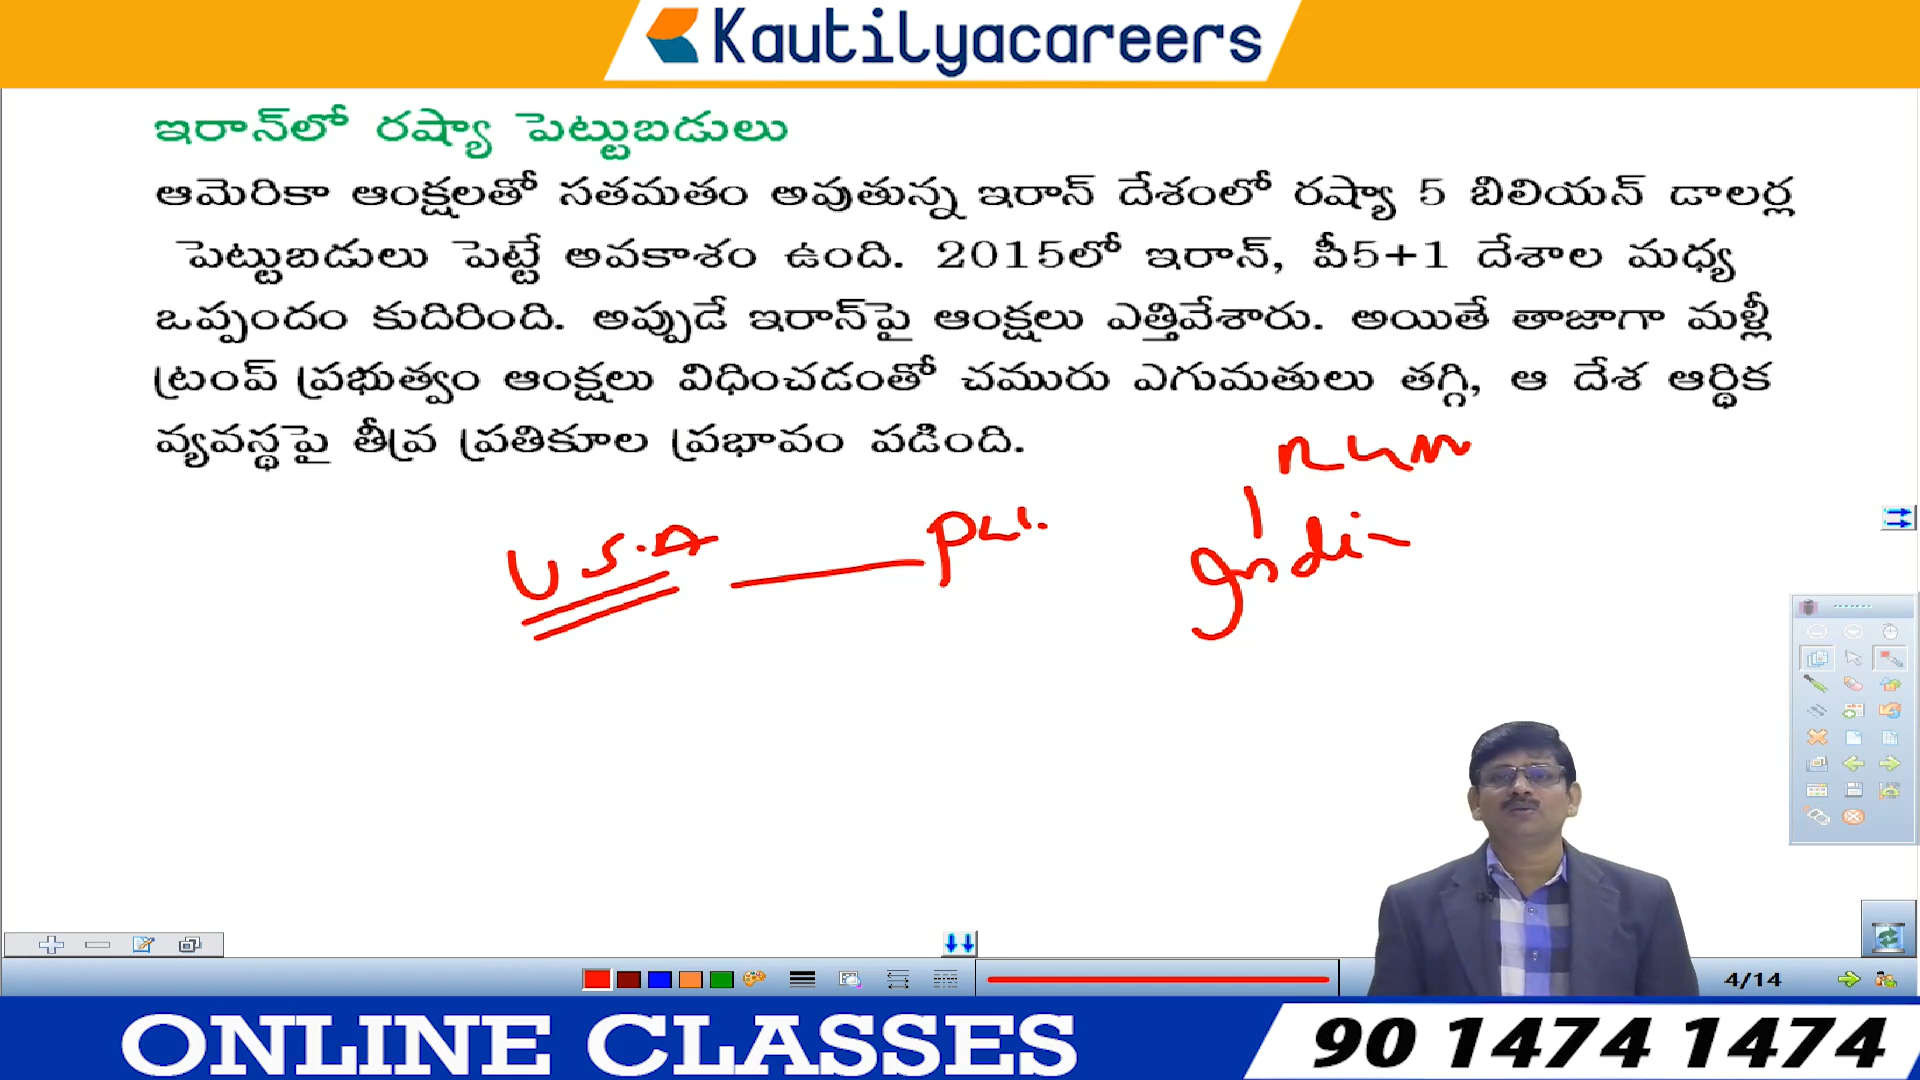 Kautilyacareers
ఇరాన్‌లో రష్యా పెట్టుబడులు
ఆమెరికా ఆంక్షలతో సతమతం అవుతున్న ఇరాన్ దేశంలో రష్యా 5 బిలియన్ డాలర్ల
పెట్టుబడులు పెట్టే అవకాశం ఉంది. 2015లో ఇరాన్, పీ5+1 దేశాల మధ్య
ఒప్పందం కుదిరింది. అప్పుడే ఇరాన్‌పై ఆంక్షలు ఎత్తివేశారు. అయితే తాజాగా మళ్లీ
ట్రంప్ ప్రభుత్వం ఆంక్షలు విధించడంతో చమురు ఎగుమతులు తగ్గి, ఆ దేశ ఆర్థిక
వ్యవస్థపై తీవ్ర ప్రతికూల ప్రభావం పడింది.
U.S.A
India
4/14
ONLINE CLASSES
90 1474 1474